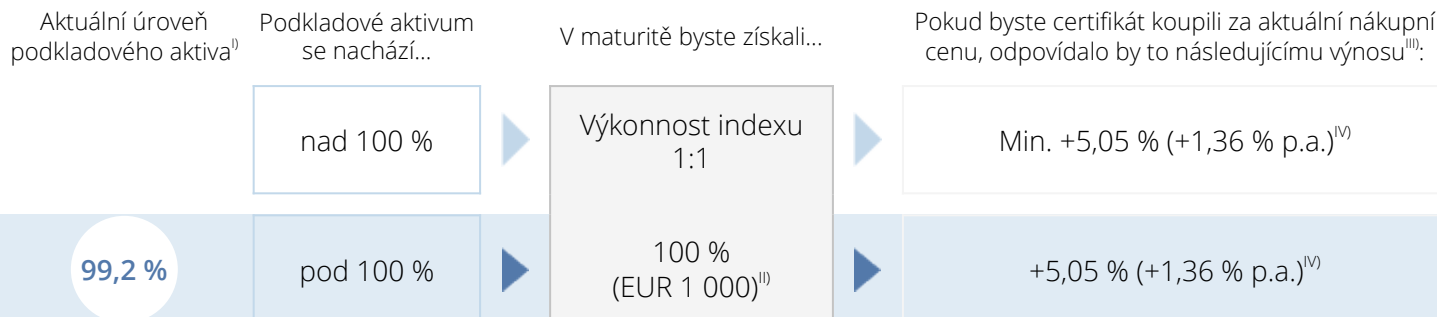 Aktuální úroveň
podkladového aktiva I)
Podkladové aktivum
se nachází...
V maturitě byste získali...
Pokud byste certifikát koupili za aktuální nákupní
cenu, odpovídalo by to následujícímu výnosu III):
nad 100 %
Výkonnost indexu
1:1
Min. +5,05 % (+1,36 % p.a.) IV)
99,2 %
pod 100 %
100 %
(EUR 1 000) II)
+5,05 % (+1,36 % p.a.) IV)